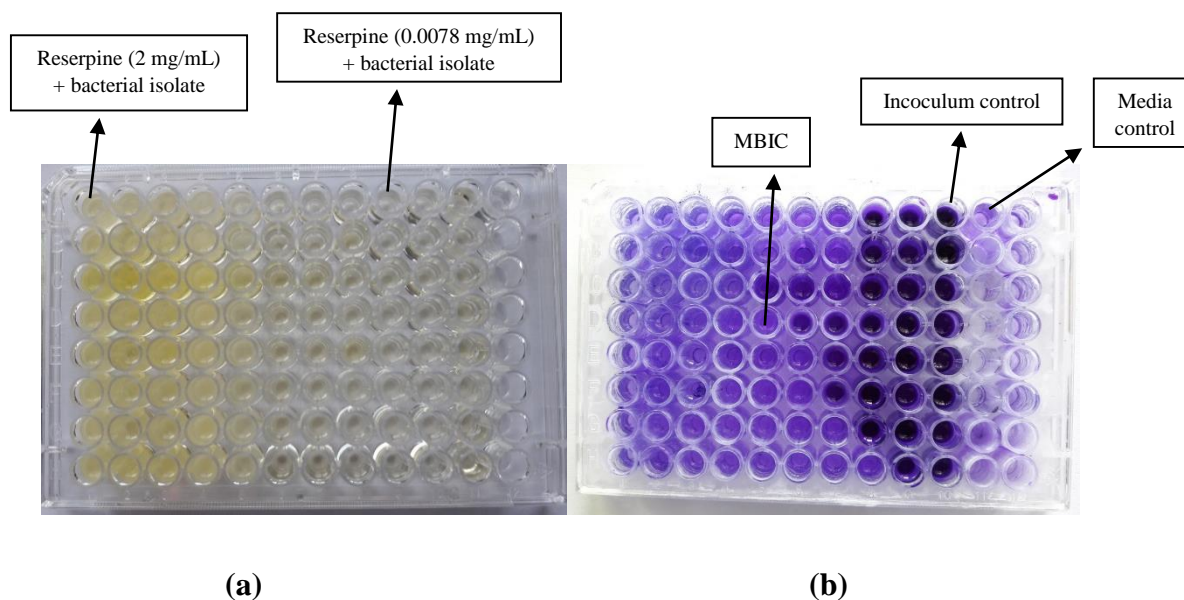 Reserpine (2 mg/mL)
+ bacterial isolate
Reserpine (0.0078 mg/mL)
+ bacterial isolate
MBIC
Incoculum control
Media
control
(a)
(b)